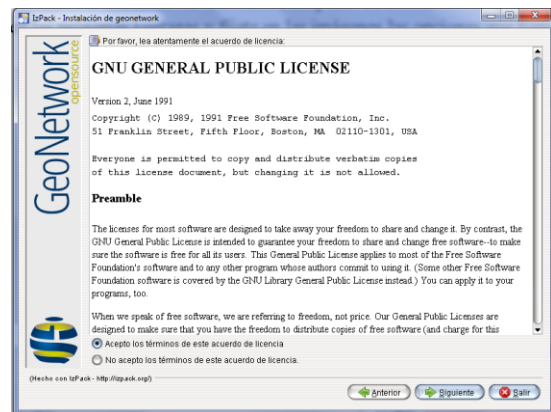 IzPack - Instalación de geonetwork
Por favor, lea atentamente el acuerdo de licencia:
GeoNetwork
opensource
GNU GENERAL PUBLIC LICENSE
Version 2, June 1991
Copyright (C) 1989, 1991 Free Software Foundation, Inc.
51 Franklin Street, Fifth Floor, Boston, MA 02110-1301, USA
Everyone is permitted to copy and distribute verbatim copies
of this license document, but changing it is not allowed.
Preamble
The licenses for most software are designed to take away your freedom to share and change it. By contrast, the
GNU General Public License is intended to guarantee your freedom to share and change free software--to make
sure the software is free for all its users. This General Public License applies to most of the Free Software
Foundation's software and to any other program whose authors commit to using it. (Some other Free Software
Foundation software is covered by the GNU Library General Public License instead.) You can apply it to your
programs, too.
When we speak of free software, we are referring to freedom, not price. Our General Public Licenses are
designed to make sure that you have the freedom to distribute copies of free software (and charge for this
Acepto los términos de este acuerdo de licencia
No acepto los términos de este acuerdo de licencia.
(Hecho con IzPack - http://izpack.org/)
Anterior
Siguiente
Salir